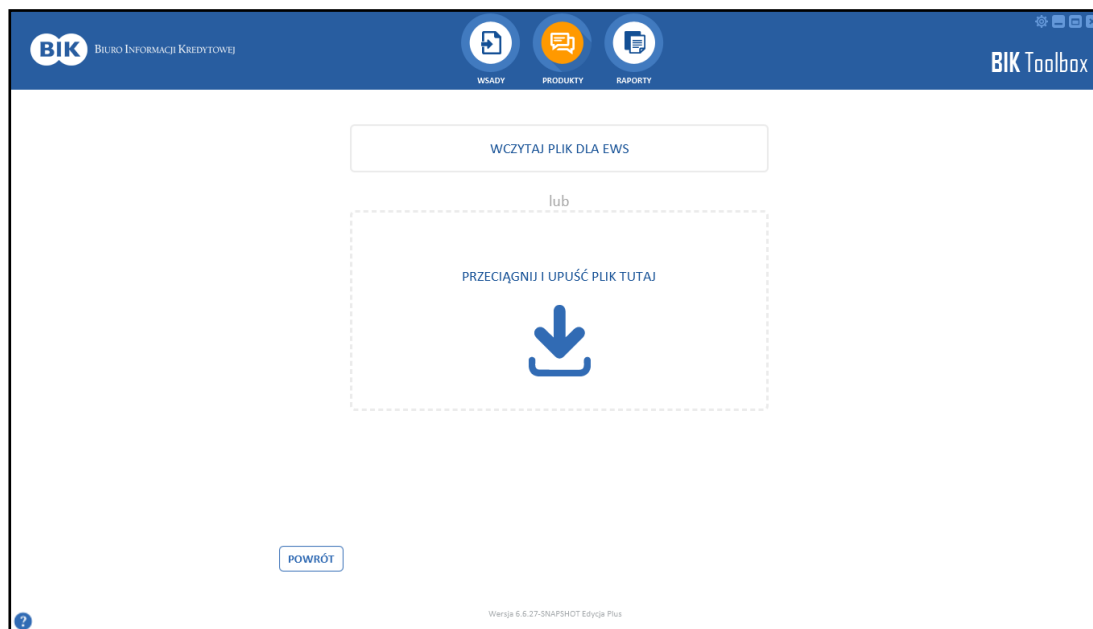 BIK BIURO INFORMACJI KREDYTOWEJ
WSADY PRODUKTY RAPORTY
BIK Toolbox
WCZYTAJ PLIK DLA EWS
lub
PRZECIĄGNIJ I UPUŚĆ PLIK TUTAJ
POWRÓT
Wersja 6.6.27-SNAPSHOT Edycja Plus
?